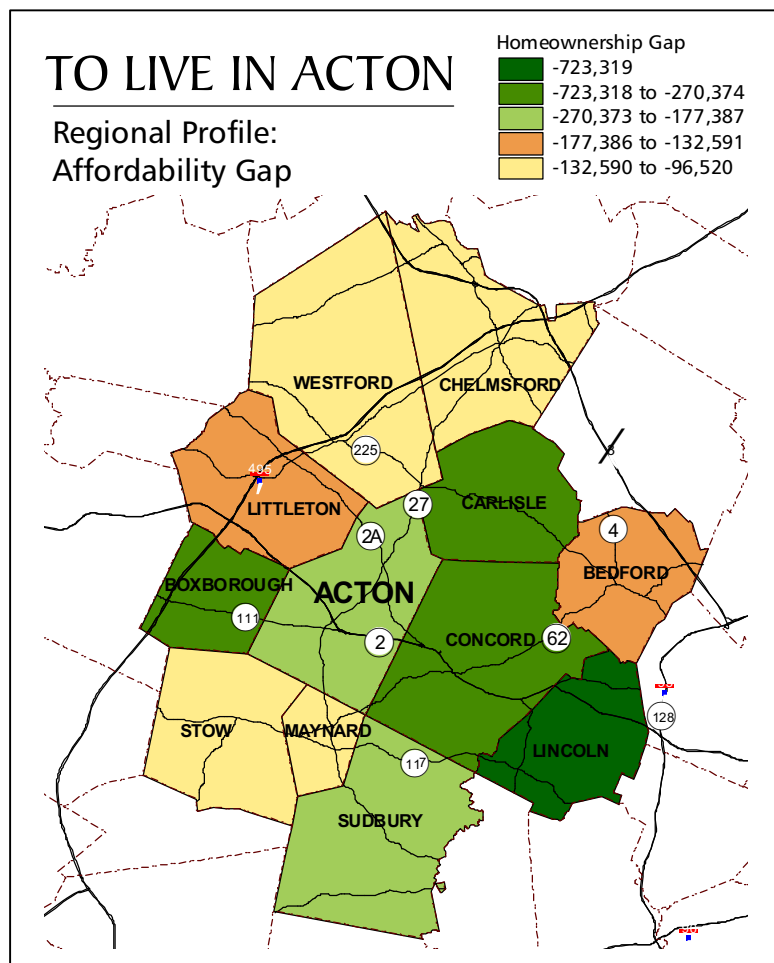 TO LIVE IN ACTON
Regional Profile:
Affordability Gap
Homeownership Gap
-723,319
-723,318 to -270,374
-270,373 to -177,387
-177,386 to -132,591
-132,590 to -96,520
WESTFORD
CHELMSFORD
225
3
495
LITTLETON
27
CARLISLE
2A
4
BOXBOROUGH
ACTON
BEDFORD
111
2
CONCORD
62
STOW
MAYNARD
128
117
LINCOLN
SUDBURY